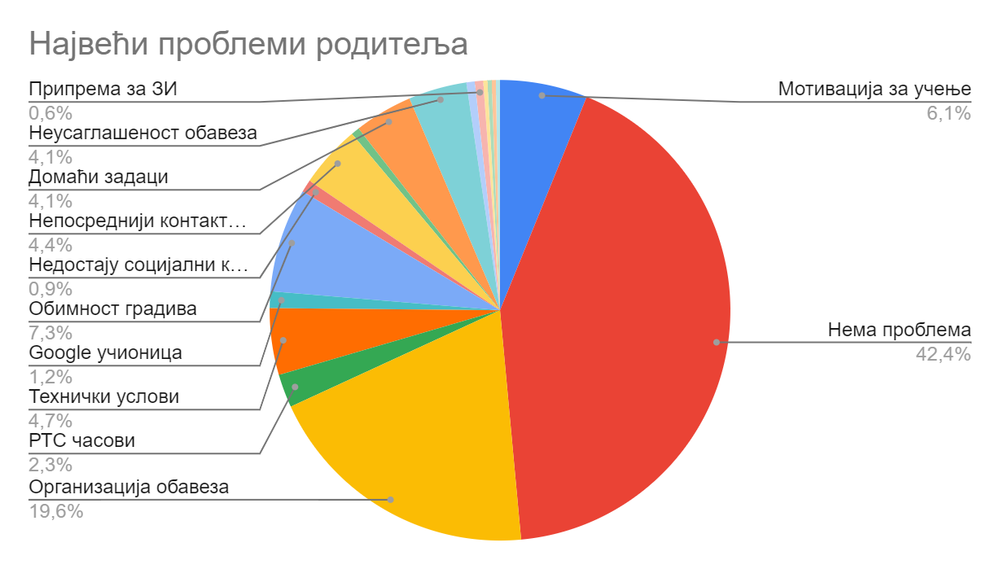 Највећи проблеми родитеља
Припрема за ЗИ
0,6%
Неусаглашеност обавеза
4,1%
Домаћи задаци
4,1%
Непосреднији контакт…
4,4%
Недостају социјални к…
0,9%
Обимност градива
7,3%
Google учионица
1,2%
Технички услови
4,7%
РТС часови
2,3%
Организација обавеза
19,6%
Мотивација за учење
6,1%
Нема проблема
42,4%